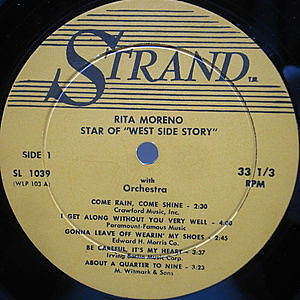 STRAND T.M.
RITA MORENO
STAR OF "WEST SIDE STORY"
SIDE 1
SL 1039
(WLP 103 A)
33 1/3
RPM
with
Orchestra
COME RAIN, COME SHINE - 2:30
Crawford Music, Inc.
I GET ALONG WITHOUT YOU VERY WELL - 4:00
Paramount-Famous Music
GONNA LEAVE OFF WEARIN' MY SHOES - 2:45
Edward H. Morris Co.
BE CAREFUL, IT'S MY HEART -
Irving Berlin Music Corp.
ABOUT A QUARTER TO NINE - 3:23
M. Witmark & Sons